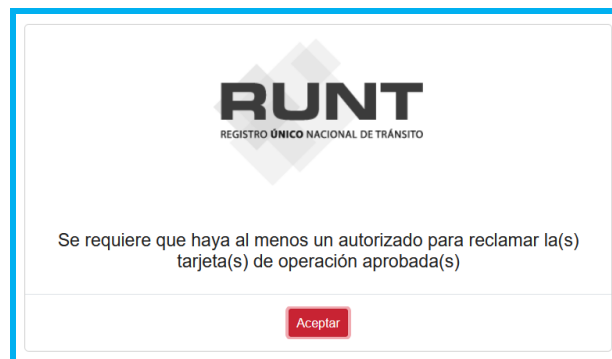 RUNT
REGISTRO ÚNICO NACIONAL DE TRÁNSITO
Se requiere que haya al menos un autorizado para reclamar la(s)
tarjeta(s) de operación aprobada(s)
Aceptar